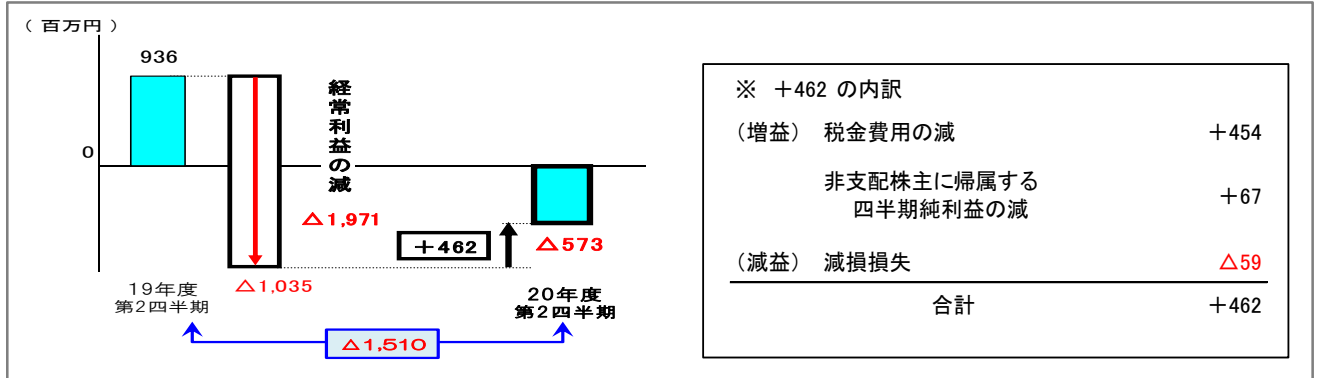 （ 百万円 ）
936
0
経常利益の減
△1,971
＋462
△573
△1,035
19年度
第2四半期
20年度
第2四半期
△1,510
※ ＋462 の内訳
（増益） 税金費用の減 ＋454
非支配株主に帰属する
四半期純利益の減 ＋67
（減益） 減損損失 △59
合計 ＋462